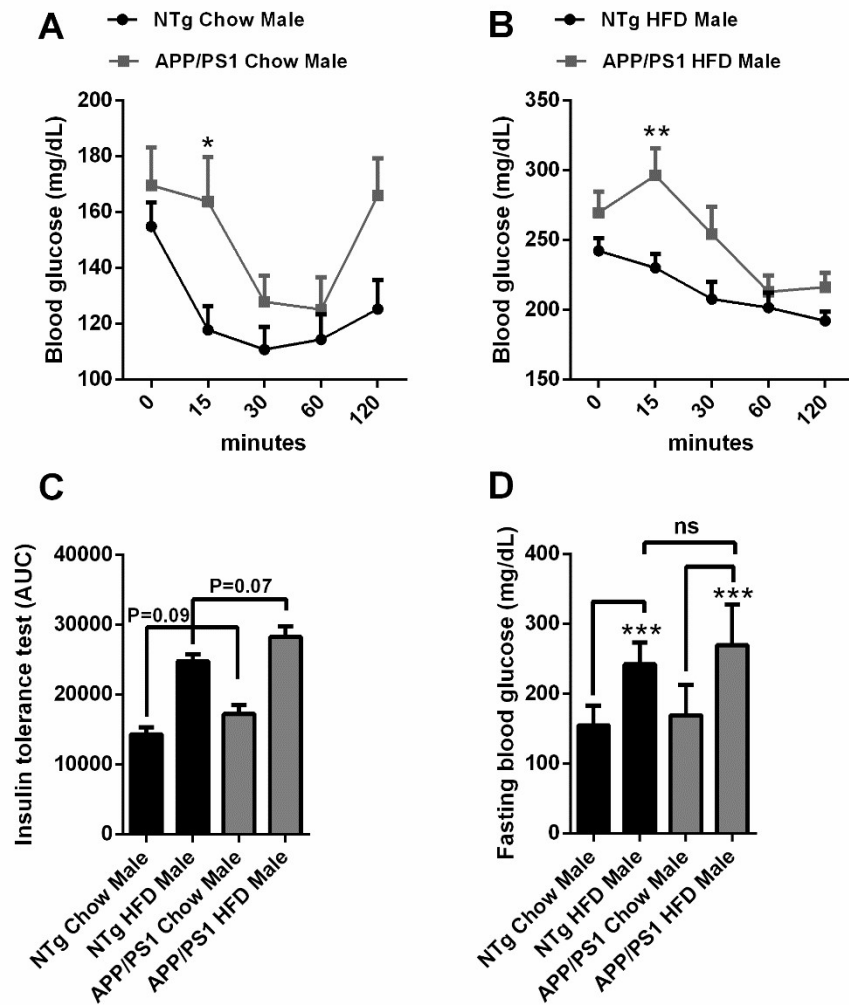 A
NTg Chow Male
APP/PS1 Chow Male
Blood glucose (mg/dL)
200
180
160
140
120
100
*
0
15
30
60
120
minutes
B
NTg HFD Male
APP/PS1 HFD Male
Blood glucose (mg/dL)
350
300
250
200
150
**
0
15
30
60
120
minutes
C
Insulin tolerance test (AUC)
40000
30000
20000
10000
0
P=0.07
P=0.09
NTg Chow Male
NTg HFD Male
APP/PS1 Chow Male
APP/PS1 HFD Male
D
Fasting blood glucose (mg/dL)
400
300
200
100
0
ns
***
***
NTg Chow Male
NTg HFD Male
APP/PS1 Chow Male
APP/PS1 HFD Male